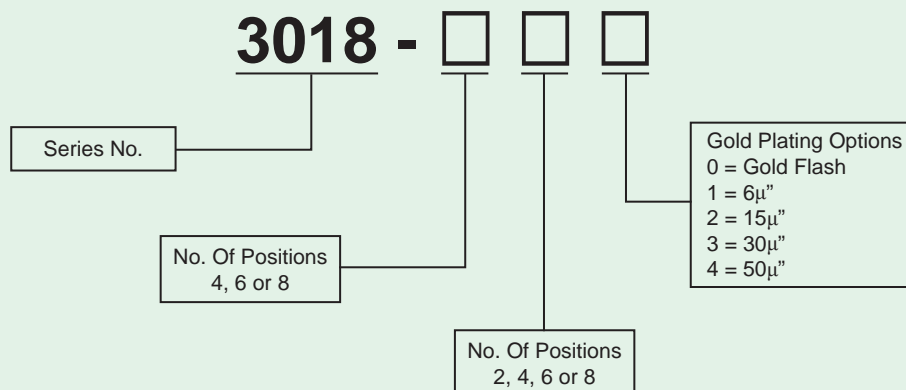 3018 - □ □ □
Series No.
Gold Plating Options
0 = Gold Flash
1 = 6μ”
2 = 15μ”
3 = 30μ”
4 = 50μ”
No. Of Positions
4, 6 or 8
No. Of Positions
2, 4, 6 or 8